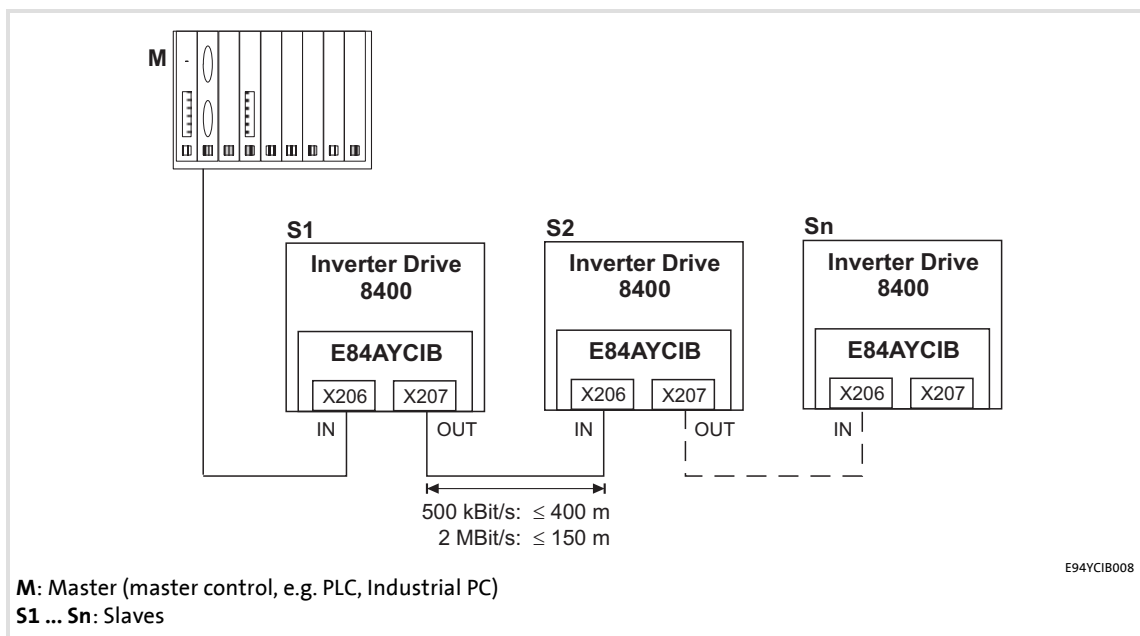 M
S1
S2
Sn
Inverter Drive
8400
Inverter Drive
8400
Inverter Drive
8400
E84AYCIB
E84AYCIB
E84AYCIB
X206 X207
X206 X207
X206 X207
IN OUT
IN OUT
IN
500 kBit/s: ≤ 400 m
2 MBit/s: ≤ 150 m
E94YCIB008
M: Master (master control, e.g. PLC, Industrial PC)
S1 ... Sn: Slaves